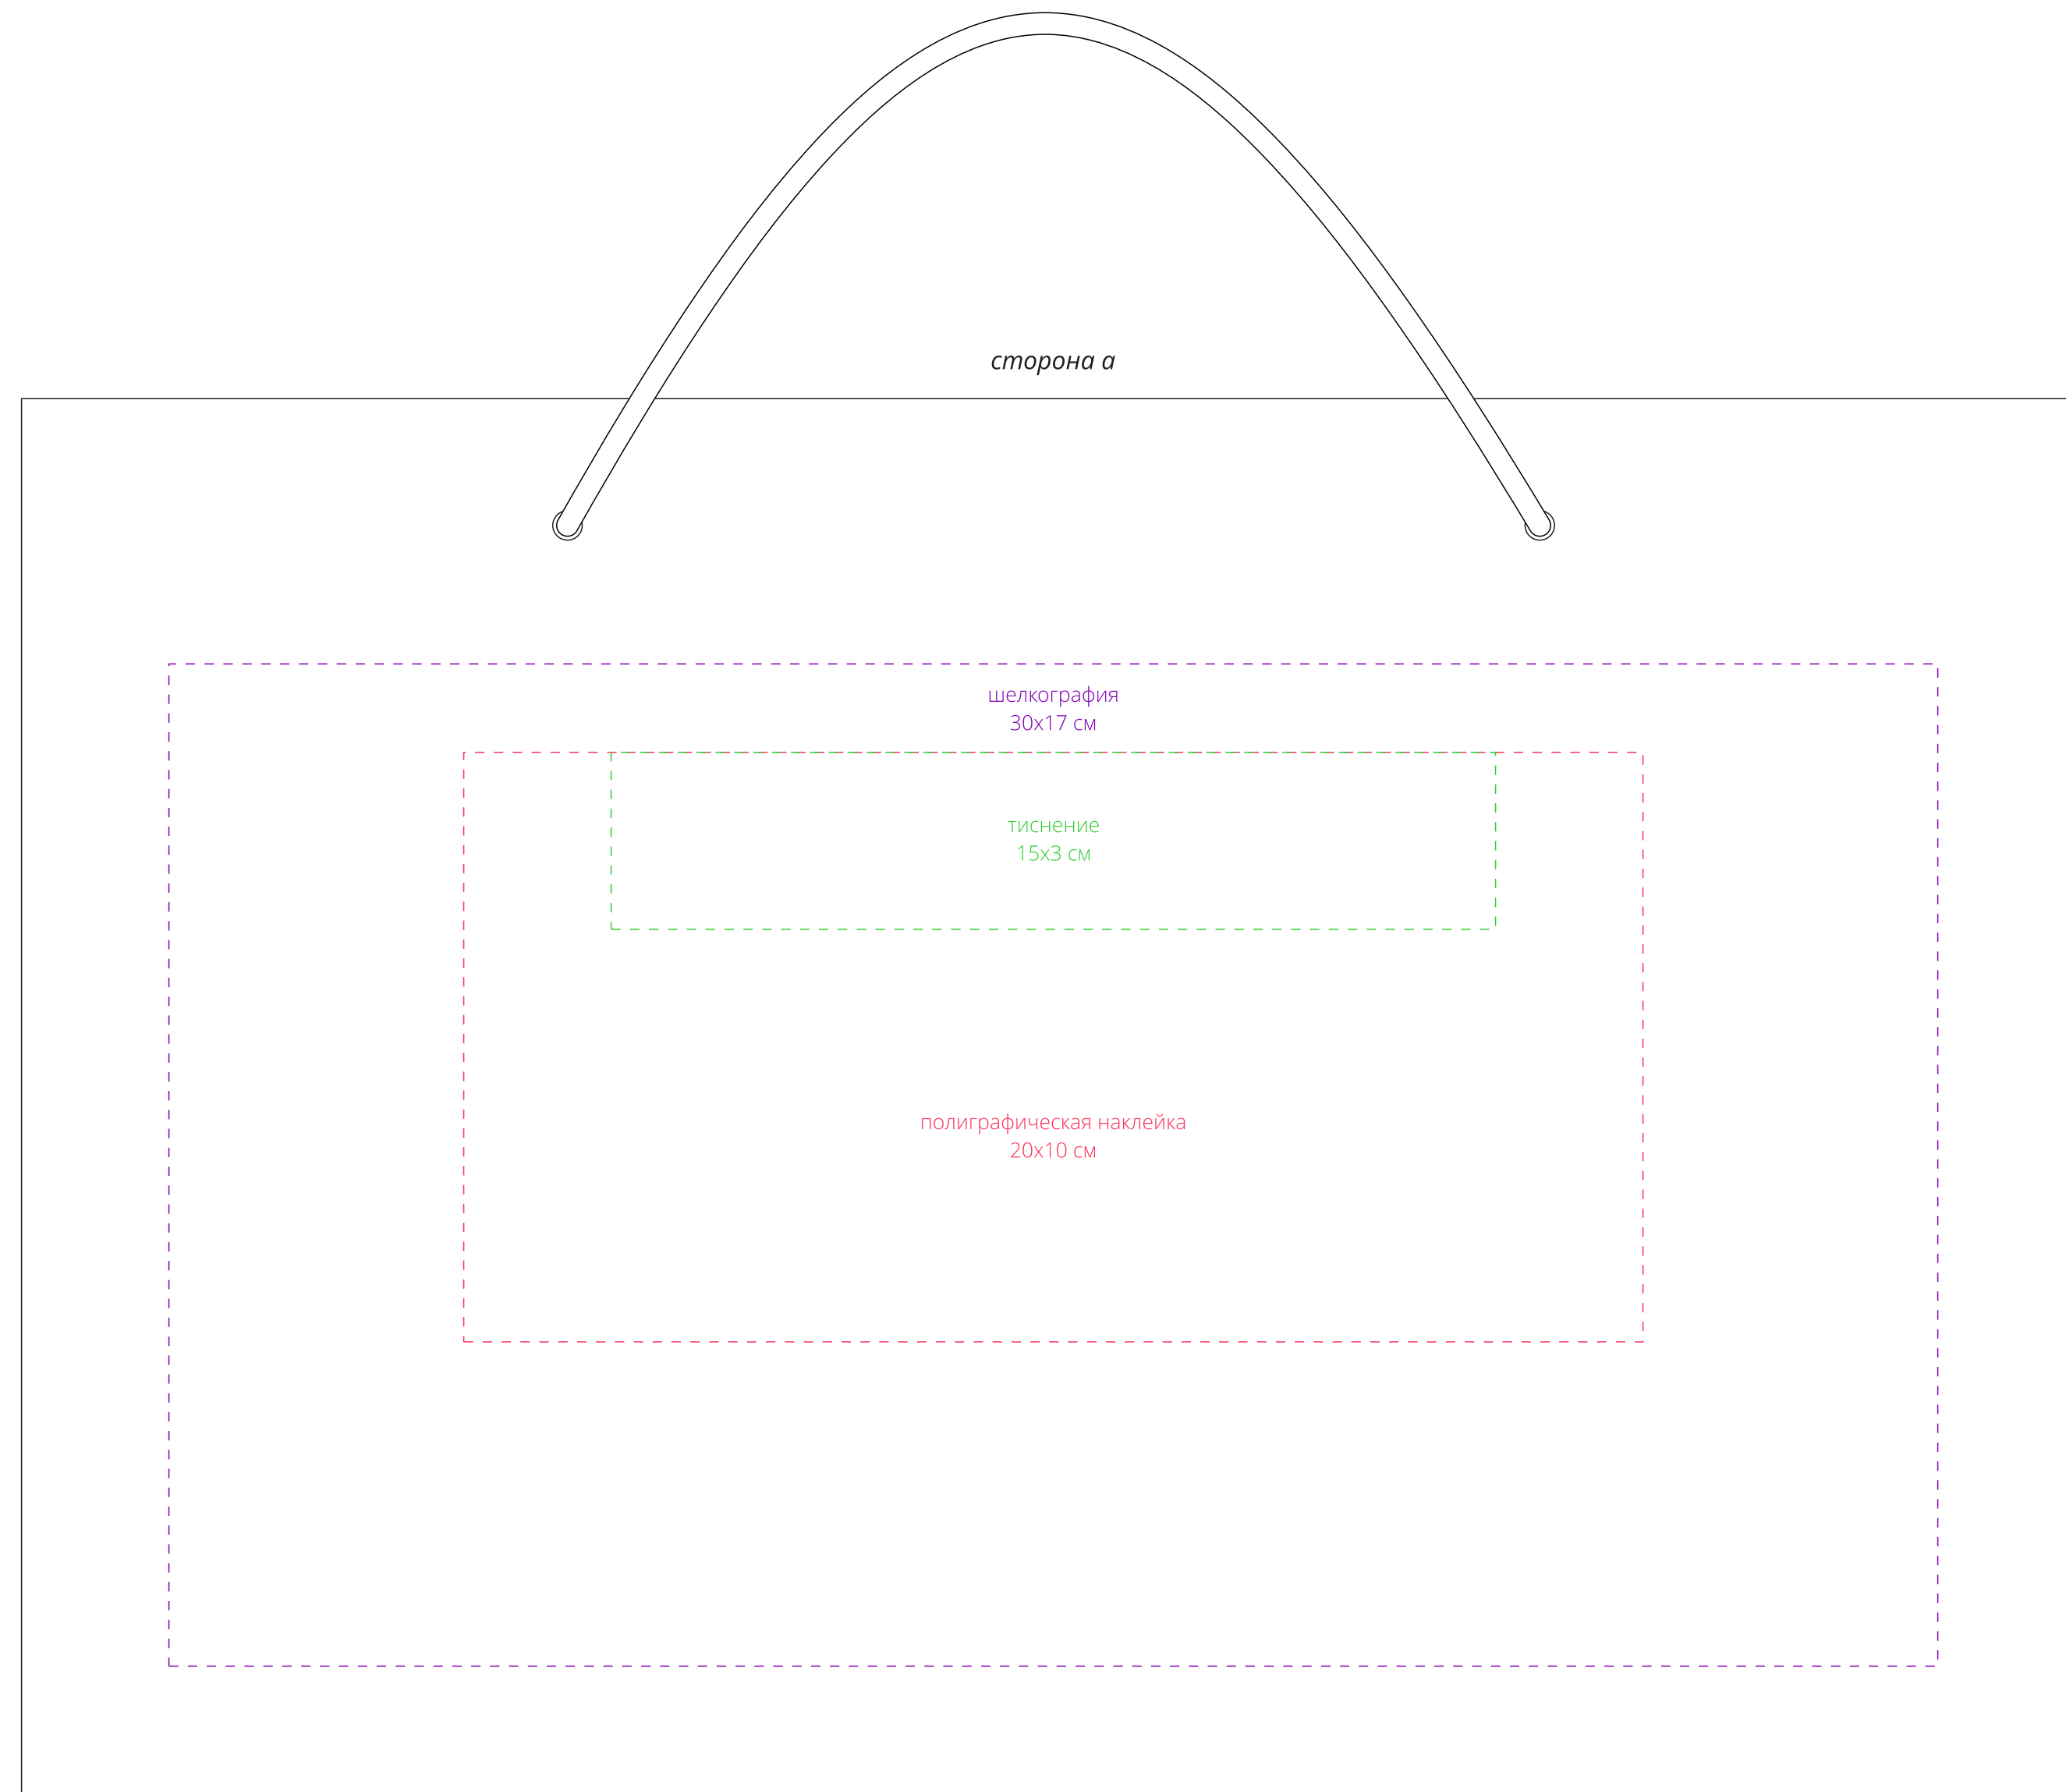 сторона а
шелкография
30х17 см
тиснение
15х3 см
полиграфическая наклейка
20х10 см